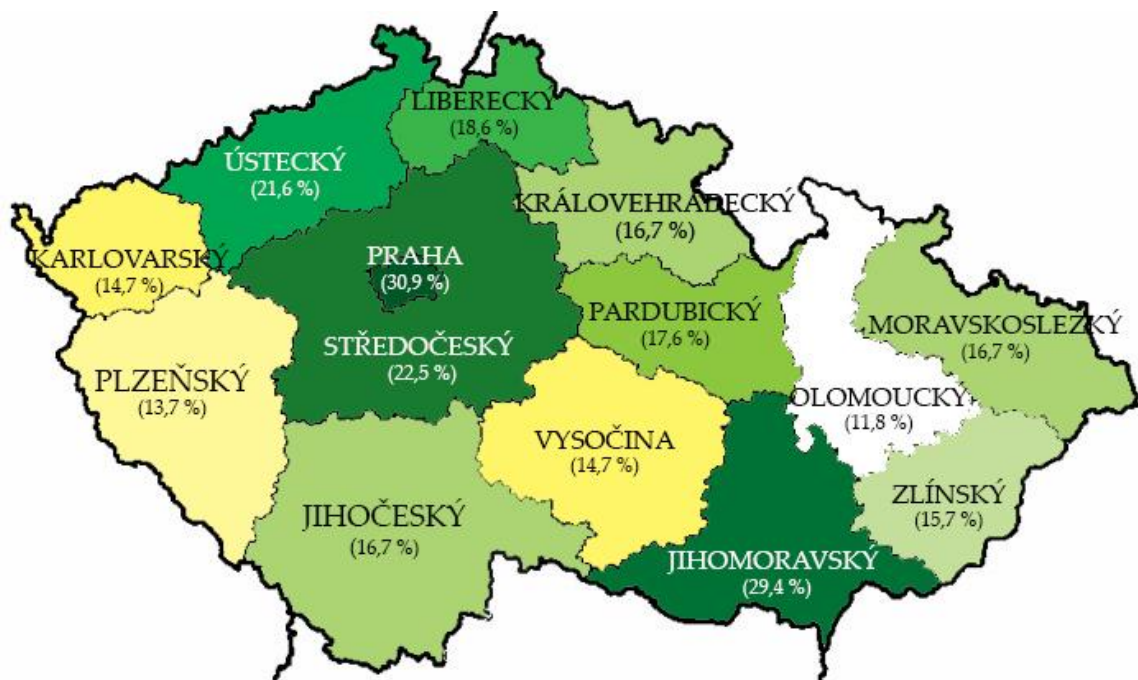 LIBERECKÝ
(18,6 %)
ÚSTECKÝ
(21,6 %)
KRÁLOVEHRADECKÝ
(16,7 %)
KARLOVARSKÝ
(14,7 %)
PRAHA
(30,9 %)
PARDUBICKÝ
(17,6 %)
MORAVSKOSLEZKÝ
(16,7 %)
STŘEDOČESKÝ
(22,5 %)
PLZEŇSKÝ
(13,7 %)
OLOMOUCKÝ
(11,8 %)
VYSOČINA
(14,7 %)
ZLÍNSKÝ
(15,7 %)
JIHOČESKÝ
(16,7 %)
JIHOMORAVSKÝ
(29,4 %)